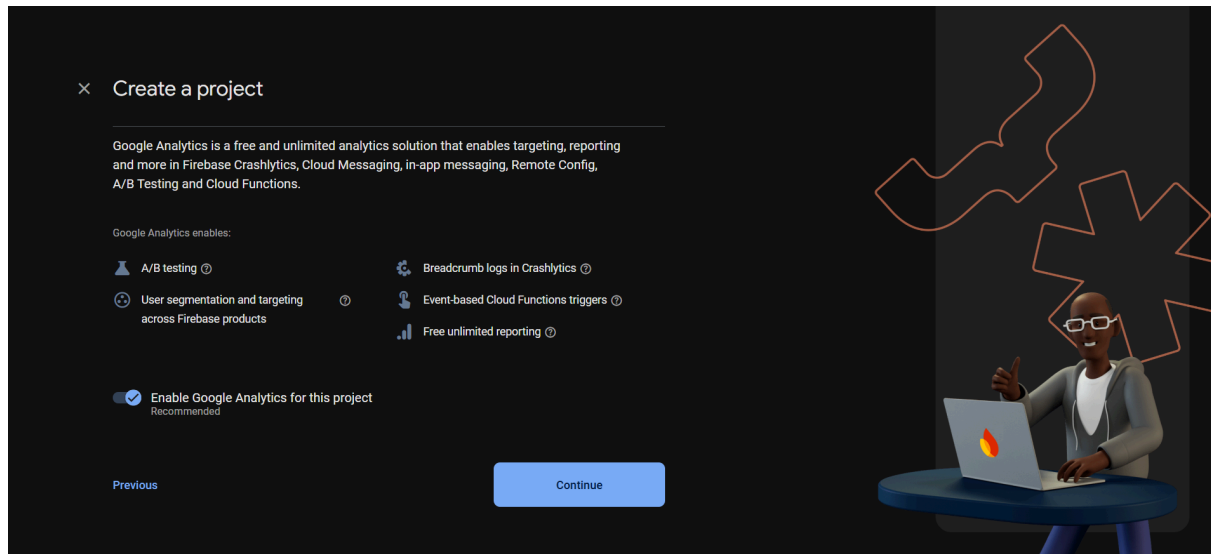 Create a project
Google Analytics is a free and unlimited analytics solution that enables targeting, reporting
and more in Firebase Crashlytics, Cloud Messaging, in-app messaging, Remote Config,
A/B Testing and Cloud Functions.
Google Analytics enables:
A/B testing
User segmentation and targeting
across Firebase products
Breadcrumb logs in Crashlytics
Event-based Cloud Functions triggers
Free unlimited reporting
Enable Google Analytics for this project
Recommended
Previous
Continue